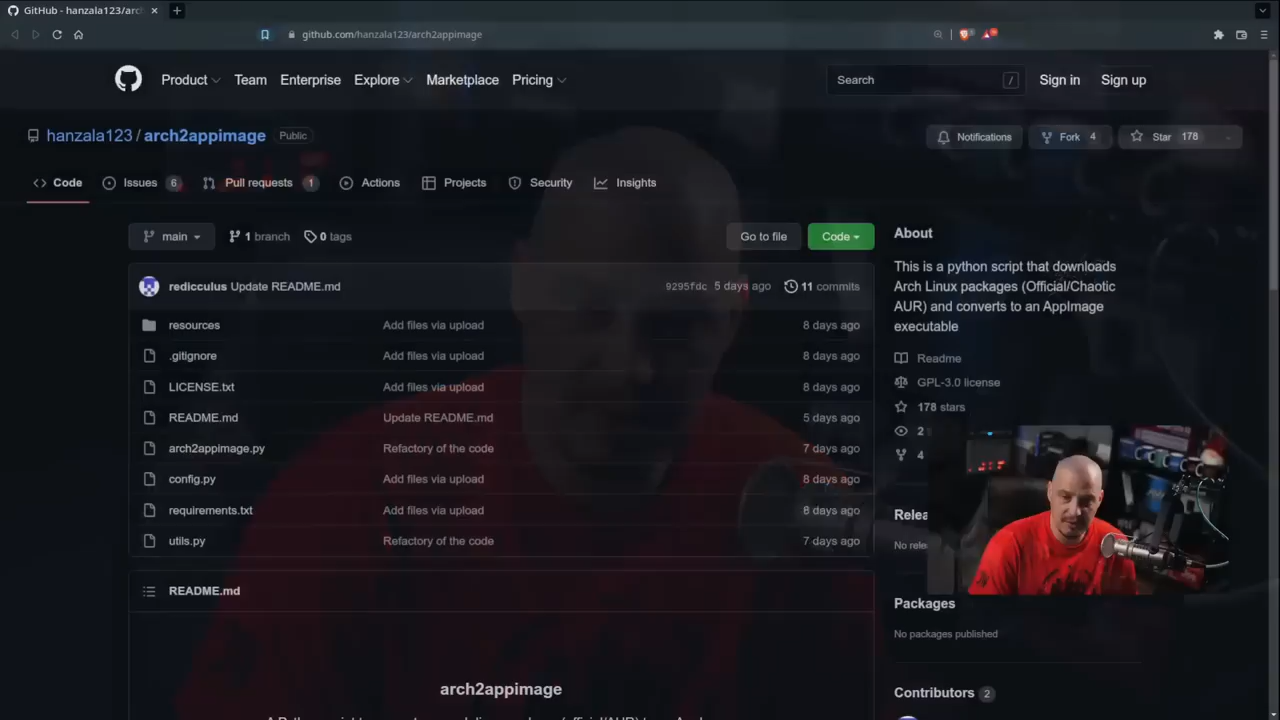 GitHub - hanzala123/arc
github.com/hanzala123/arch2appimage
Product Team Enterprise Explore Marketplace Pricing
Search /
Sign in Sign up
hanzala123 / arch2appimage Public
Notifications Fork 4 Star 178
Code Issues 6 Pull requests 1 Actions Projects Security Insights
main 1 branch 0 tags Go to file Code
redicculus Update README.md 9295fdc 5 days ago 11 commits
resources Add files via upload 8 days ago
.gitignore Add files via upload 8 days ago
LICENSE.txt Add files via upload 8 days ago
README.md Update README.md 5 days ago
arch2appimage.py Refactory of the code 7 days ago
config.py Add files via upload 8 days ago
requirements.txt Add files via upload 8 days ago
utils.py Refactory of the code 7 days ago
README.md
arch2appimage
About
This is a python script that downloads
Arch Linux packages (Official/Chaotic
AUR) and converts to an AppImage
executable
Readme
GPL-3.0 license
178 stars
2
4
Relea
No rele
Packages
No packages published
Contributors 2